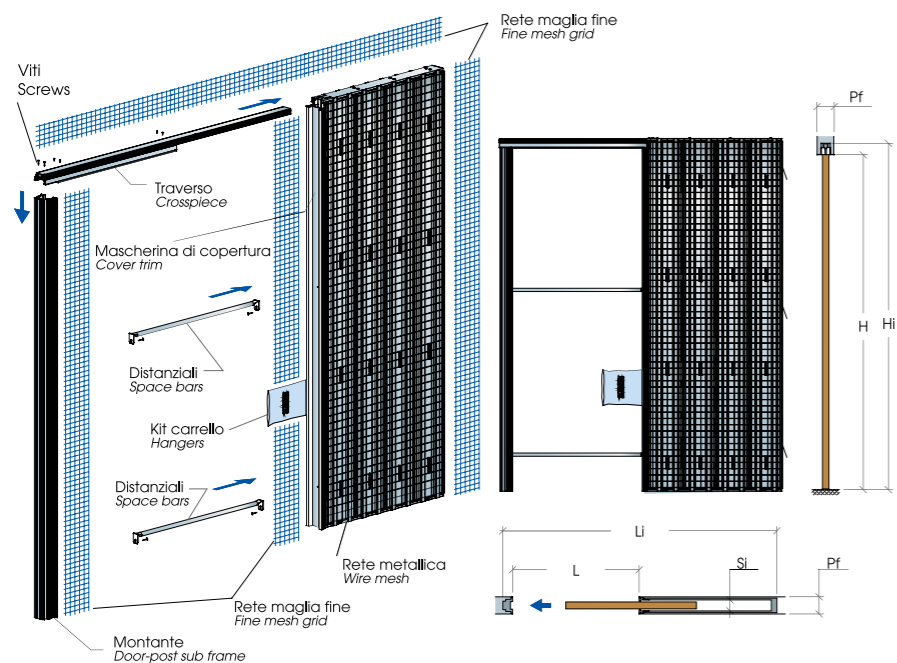 Rete maglia fine
Fine mesh grid
Viti
Screws
Traverso
Crosspiece
Mascherina di copertura
Cover trim
Distanziali
Space bars
Kit carrello
Hangers
Distanziali
Space bars
Rete metallica
Wire mesh
Rete maglia fine
Fine mesh grid
Montante
Door-post sub frame
Pf
H
Hi
Li
L
Si
Pf